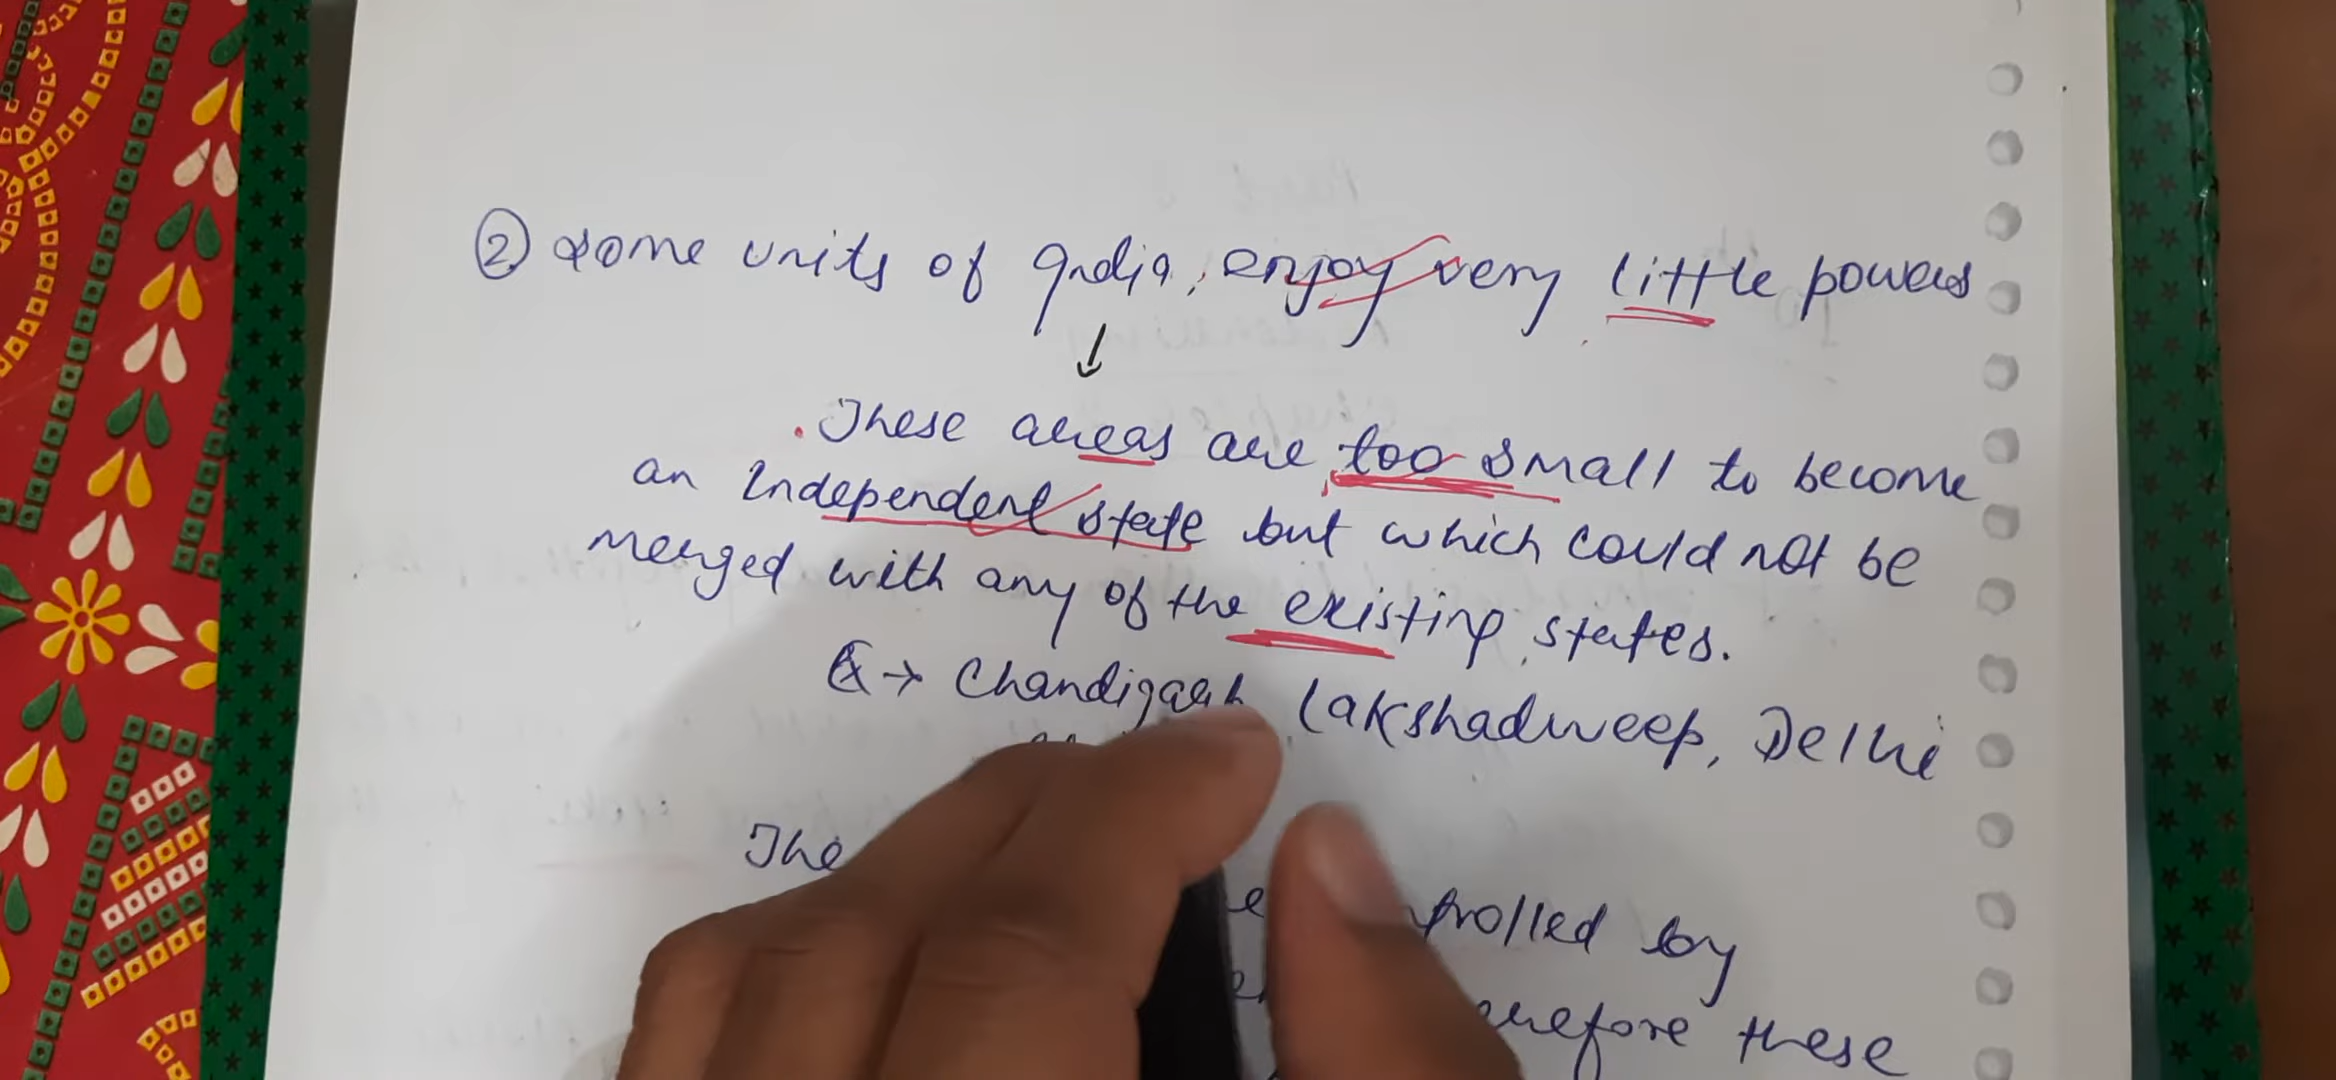 ② Some units of India, enjoy very little powers
↓
These areas are too small to become
an Independent state but which could not be
merged with any of the existing states.
Ex → Chandigarh, Lakshadweep, Delhi
The
controlled by
therefore these